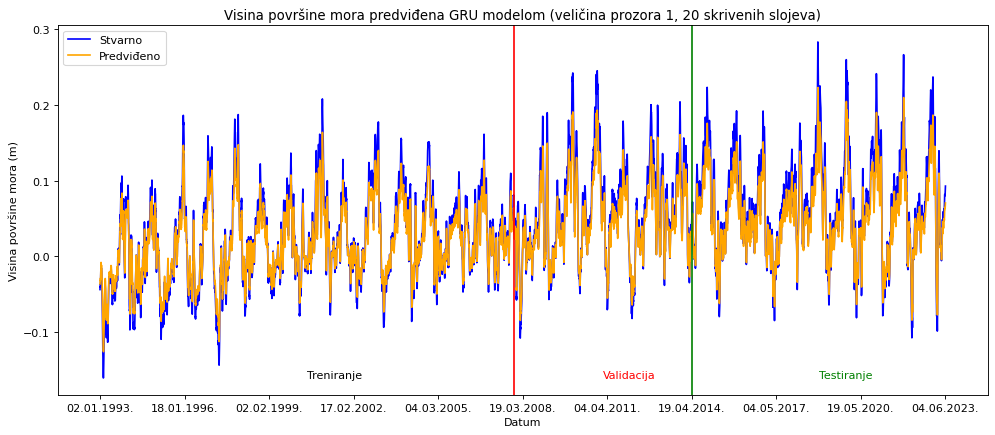 Visina površine mora predviđena GRU modelom (veličina prozora 1, 20 skrivenih slojeva)
Stvarno
Predviđeno
0.3
0.2
0.1
0.0
−0.1
Visina površine mora (m)
Treniranje
Validacija
Testiranje
02.01.1993.
18.01.1996.
02.02.1999.
17.02.2002.
04.03.2005.
19.03.2008.
04.04.2011.
19.04.2014.
04.05.2017.
19.05.2020.
04.06.2023.
Datum